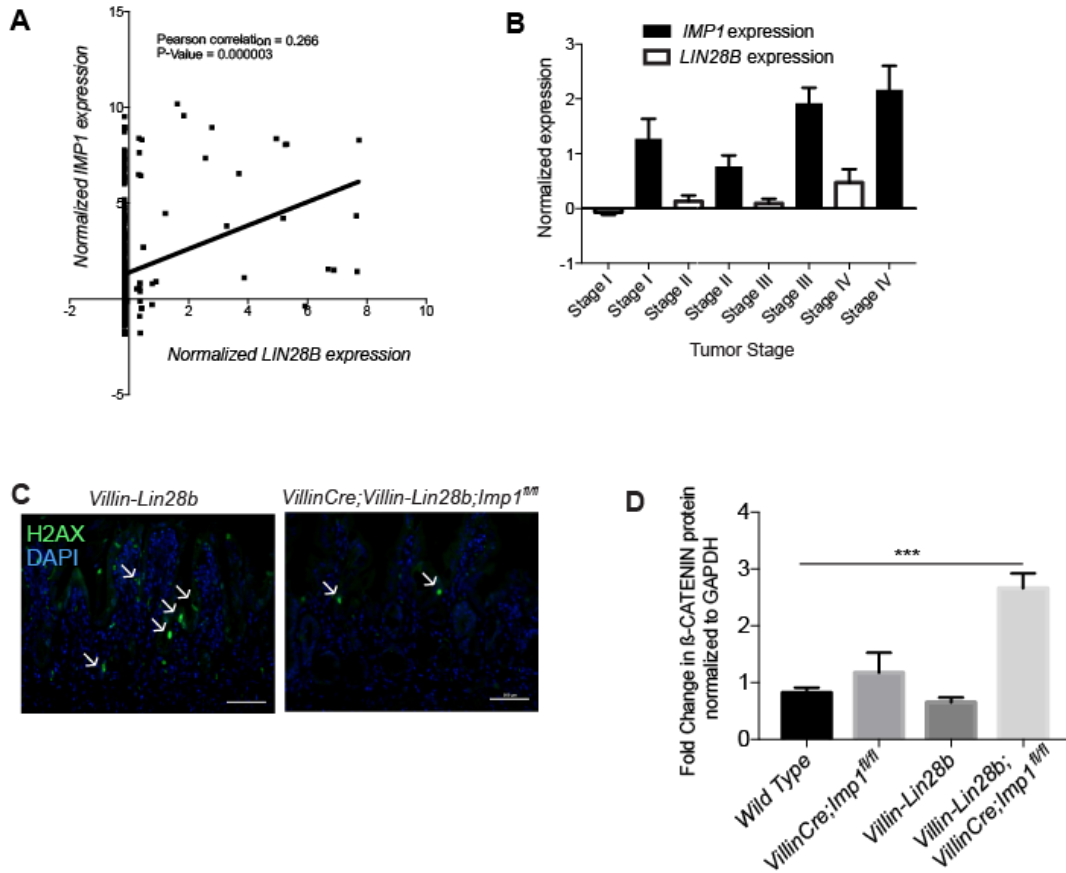 A
15
Pearson correlation = 0.266
P-Value = 0.000003
10
5
-2
0
2
4
6
8
10
-5
Normalized IMP1 expression
Normalized LIN28B expression
B
IMP1 expression
LIN28B expression
3
2
1
0
-1
Normalized expression
Stage I
Stage I
Stage II
Stage II
Stage III
Stage III
Stage IV
Stage IV
Tumor Stage
C
Villin-Lin28b
VillinCre;Villin-Lin28b;Imp1fl/fl
H2AX
DAPI
D
***
4
3
2
1
0
Fold Change in ß-CATENIN protein
normalized to GAPDH
Wild Type
VillinCre;Imp1fl/fl
Villin-Lin28b
Villin-Lin28b;
VillinCre;Imp1fl/fl